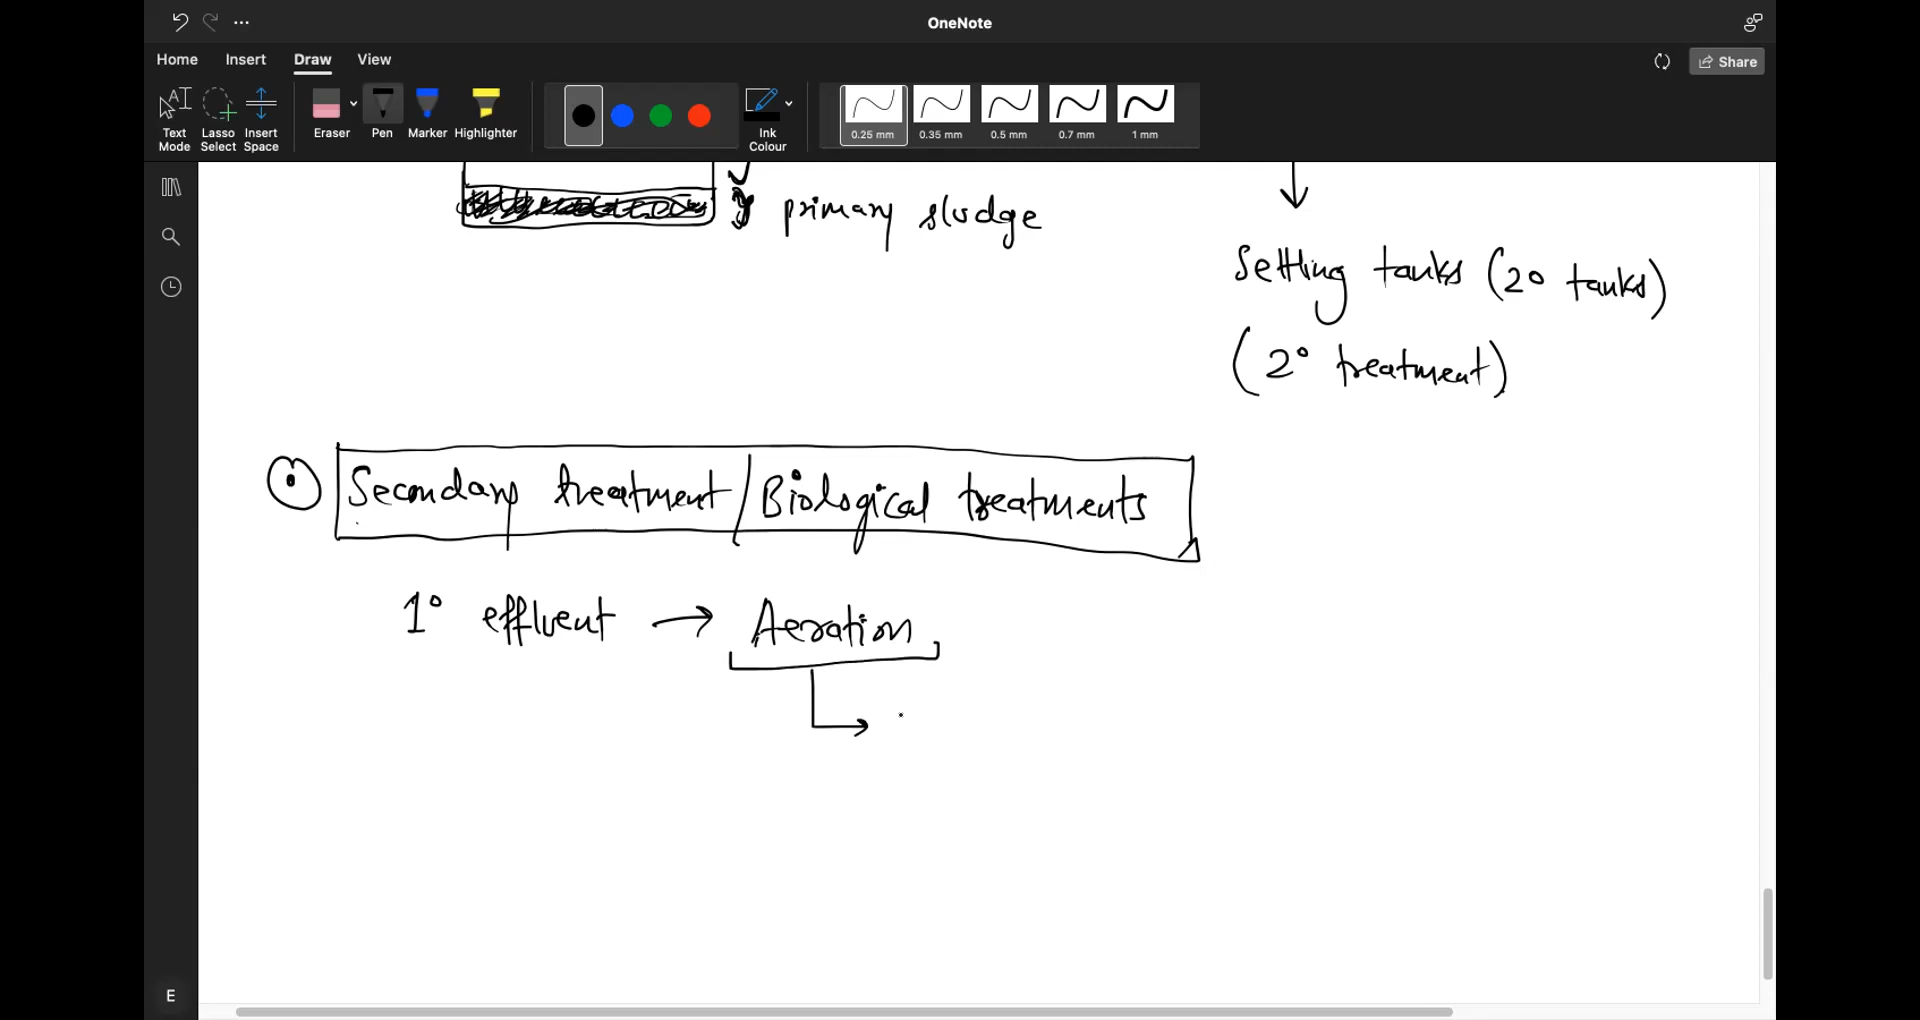 OneNote
Home Insert Draw View
Share
Text Mode
Lasso Select
Insert Space
Eraser
Pen
Marker
Highlighter
Ink Colour
0.25 mm
0.35 mm
0.5 mm
0.7 mm
1 mm
primary sludge
Settling tanks (2o tanks)
(2° treatment)
Secondary treatment/Biological treatments
1° effluent → Aeration
E